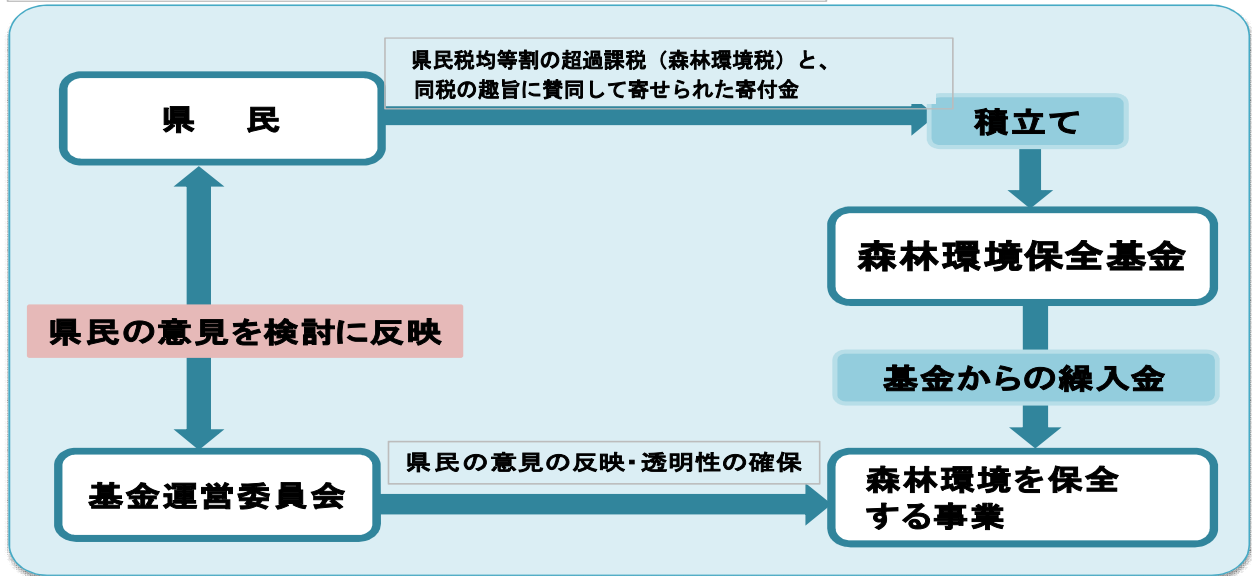 県民税均等割の超過課税（森林環境税）と、
同税の趣旨に賛同して寄せられた寄付金
県　民
積立て
森林環境保全基金
県民の意見を検討に反映
基金からの繰入金
県民の意見の反映・透明性の確保
基金運営委員会
森林環境を保全
する事業